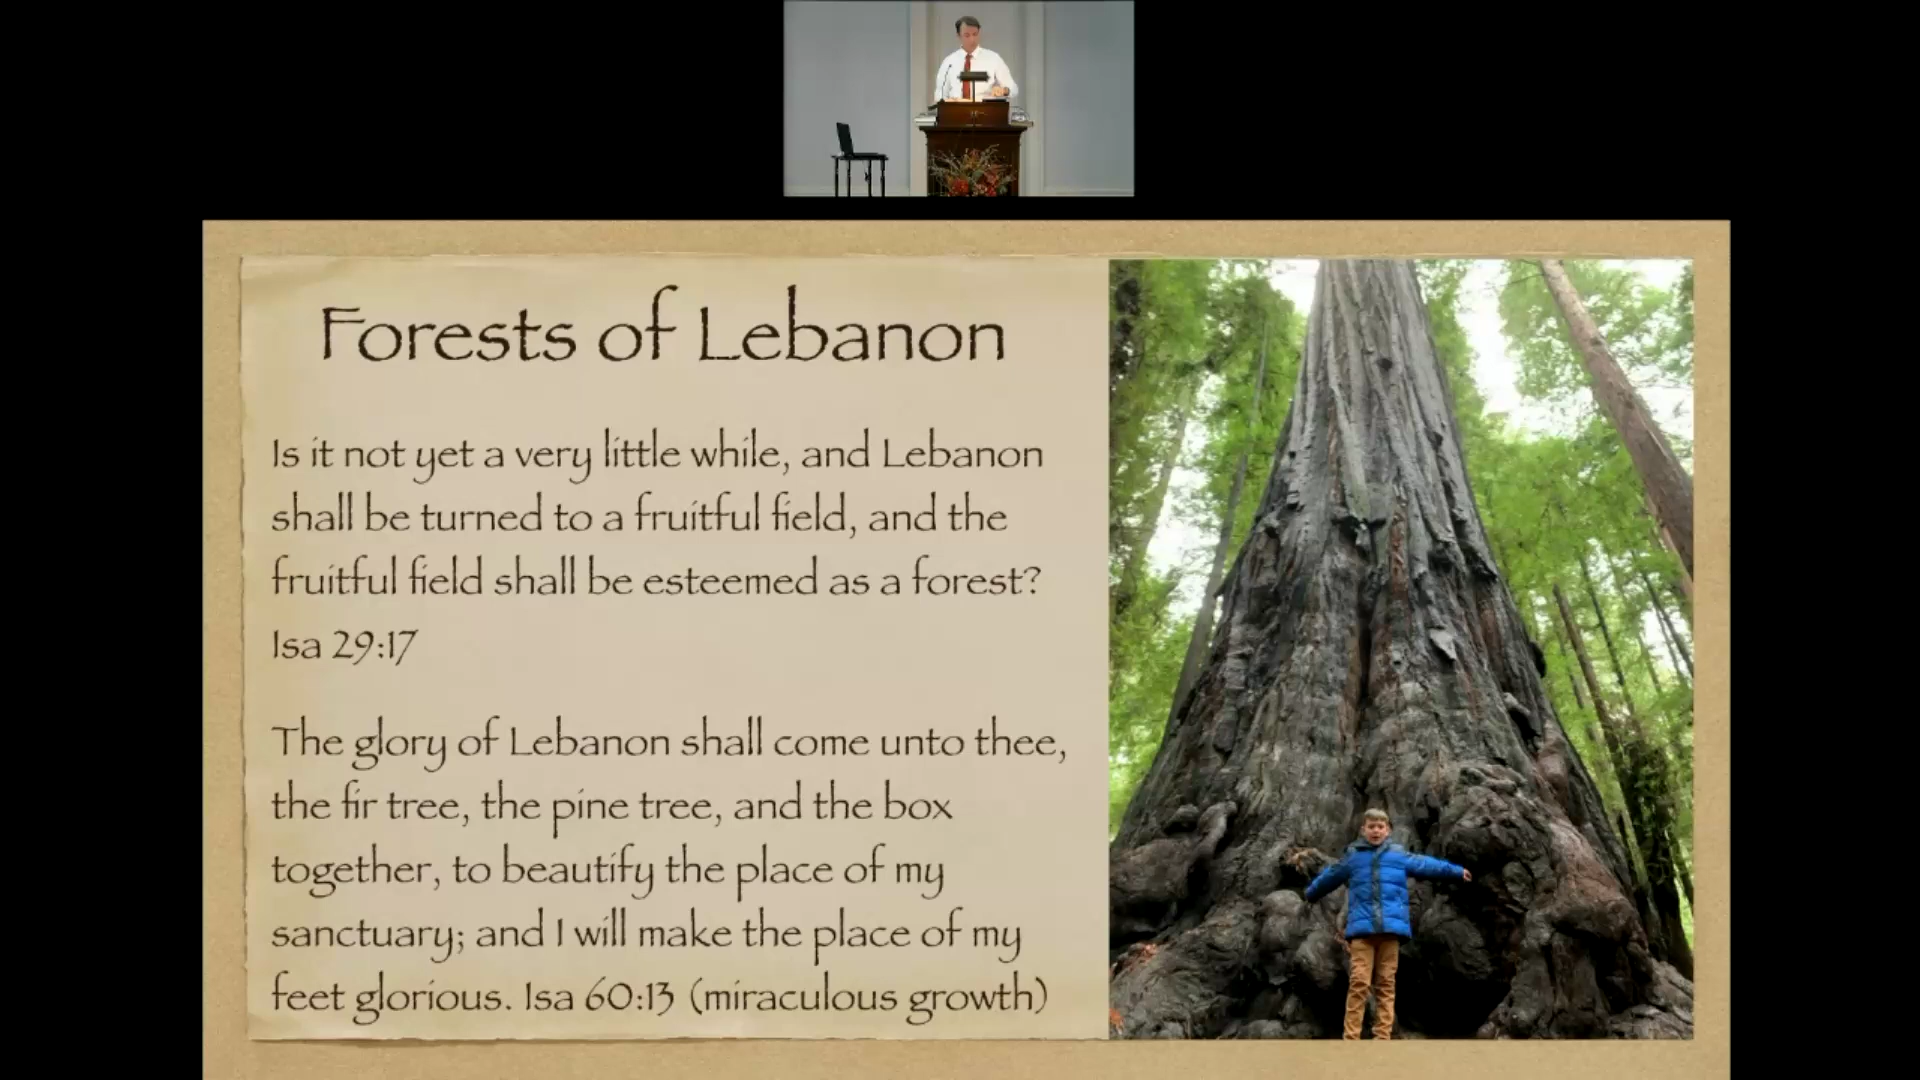 Forests of Lebanon
Is it not yet a very little while, and Lebanon
shall be turned to a fruitful field, and the
fruitful field shall be esteemed as a forest?
Isa 29:17
The glory of Lebanon shall come unto thee,
the fir tree, the pine tree, and the box
together, to beautify the place of my
sanctuary; and I will make the place of my
feet glorious. Isa 60:13 (miraculous growth)